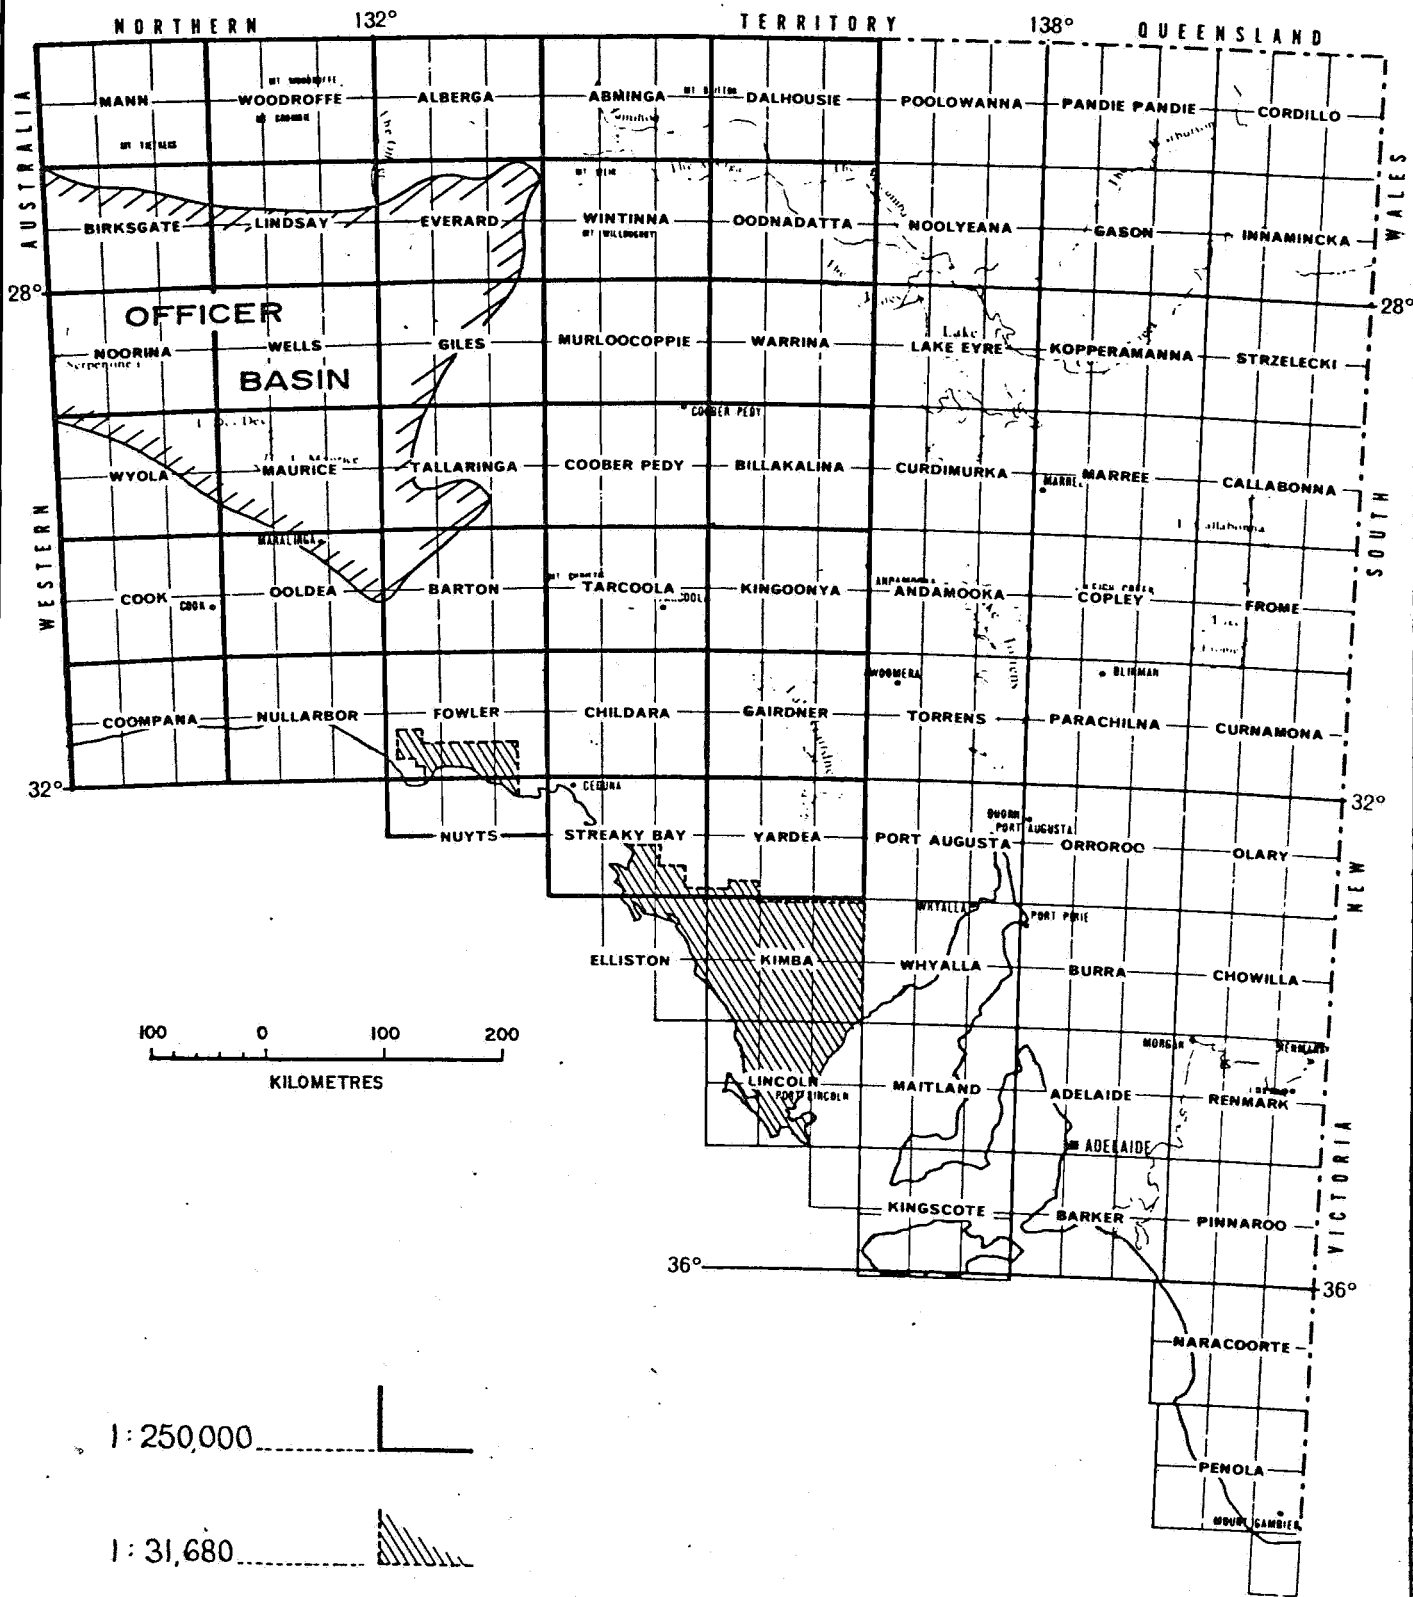 NORTHERN 132° TERRITORY 138° QUEENSLAND
AUSTRALIA
MT WOODROFFE
MANN WOODROFFE ALBERGA ABMINGA DALHOUSIE POOLOWANNA PANDIE PANDIE CORDILLO
WALES
BIRKSGATE LINDSAY EVERARD WINTINNA OODNADATTA NOOLYEANA GASON INNAMINCKA
MT WILLOUGHBY
28° 28°
OFFICER
NOORINA WELLS GILES MURLOOCOPPIE WARRINA LAKE EYRE KOPPERAMANNA STRZELECKI
BASIN
COOBER PEDY
WYOLA MAURICE TALLARINGA COOBER PEDY BILLAKALINA CURDIMURKA MARREE CALLABONNA
WESTERN
SOUTH
MARALINGA
COOK OOLDEA BARTON TARCOOLA KINGOONYA ANDAMOOKA COPLEY FROME
COOK
WOOMERA BLINMAN
COOMPANA NULLARBOR FOWLER CHILDARA GAIRDNER TORRENS PARACHILNA CURNAMONA
32° CEDUNA 32°
QUORN
PORT AUGUSTA
NUYTS STREAKY BAY YARDEA PORT AUGUSTA ORROROO OLARY
NEW
WHYALLA PORT PIRIE
ELLISTON KIMBA WHYALLA BURRA CHOWILLA
100 0 100 200
KILOMETRES
MORGAN RENMARK
LINCOLN MAITLAND ADELAIDE RENMARK
PORT LINCOLN
ADELAIDE
VICTORIA
KINGSCOTE BARKER PINNAROO
36° 36°
NARACOORTE
1:250,000
PENOLA
MOUNT GAMBIER
1:31,680